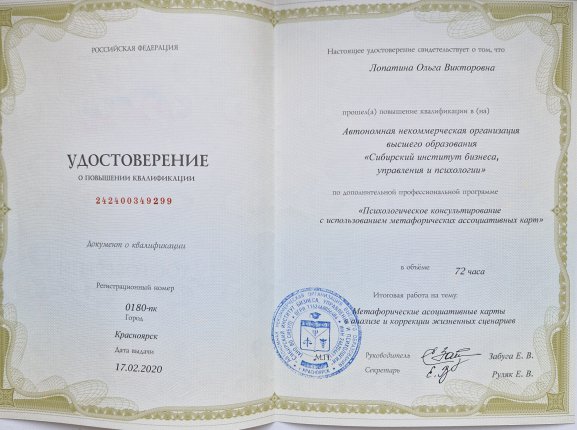 РОССИЙСКАЯ ФЕДЕРАЦИЯ
УДОСТОВЕРЕНИЕ
О ПОВЫШЕНИИ КВАЛИФИКАЦИИ
242400349299
Документ о квалификации
Регистрационный номер
0180-пк
Город
Красноярск
Дата выдачи
17.02.2020
Настоящее удостоверение свидетельствует о том, что
Лопатина Ольга Викторовна
прошел(а) повышение квалификации в (на)
Автономная некоммерческая организация
высшего образования
«Сибирский институт бизнеса,
управления и психологии»
по дополнительной профессиональной программе
«Психологическое консультирование
с использованием метафорических ассоциативных карт»
в объёме 72 часа
Итоговая работа на тему:
Метафорические асоциативные карты
в анализе и коррекции жизненных сценариев
М.П.
Руководитель Забуга Е. В.
Секретарь Рудяк Е. В.